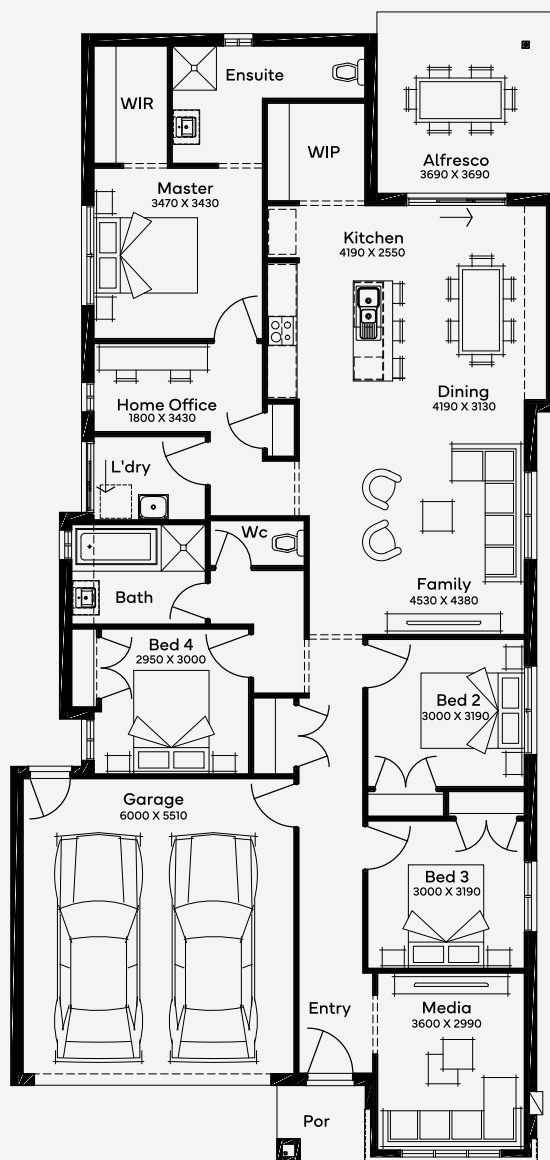 Ensuite
WIR
WIP
Alfresco
3690 X 3690
Master
3470 X 3430
Kitchen
4190 X 2550
Dining
4190 X 3130
Home Office
1800 X 3430
L'dry
Wc
Bath
Family
4530 X 4380
Bed 4
2950 X 3000
Bed 2
3000 X 3190
Garage
6000 X 5510
Bed 3
3000 X 3190
Entry
Media
3600 X 2990
Por